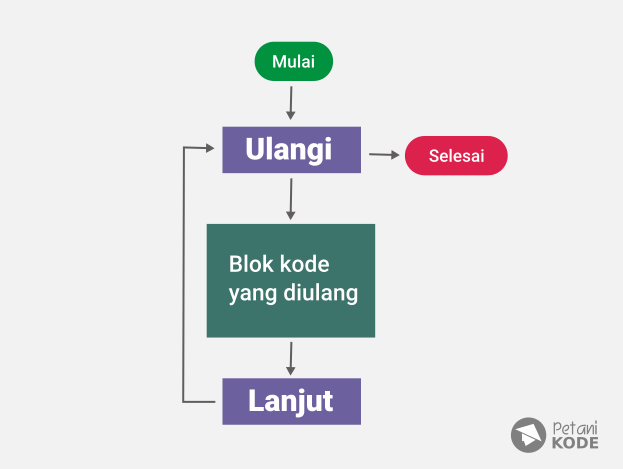 Mulai
Ulangi
Selesai
Blok kode
yang diulang
Lanjut
Petani
KODE